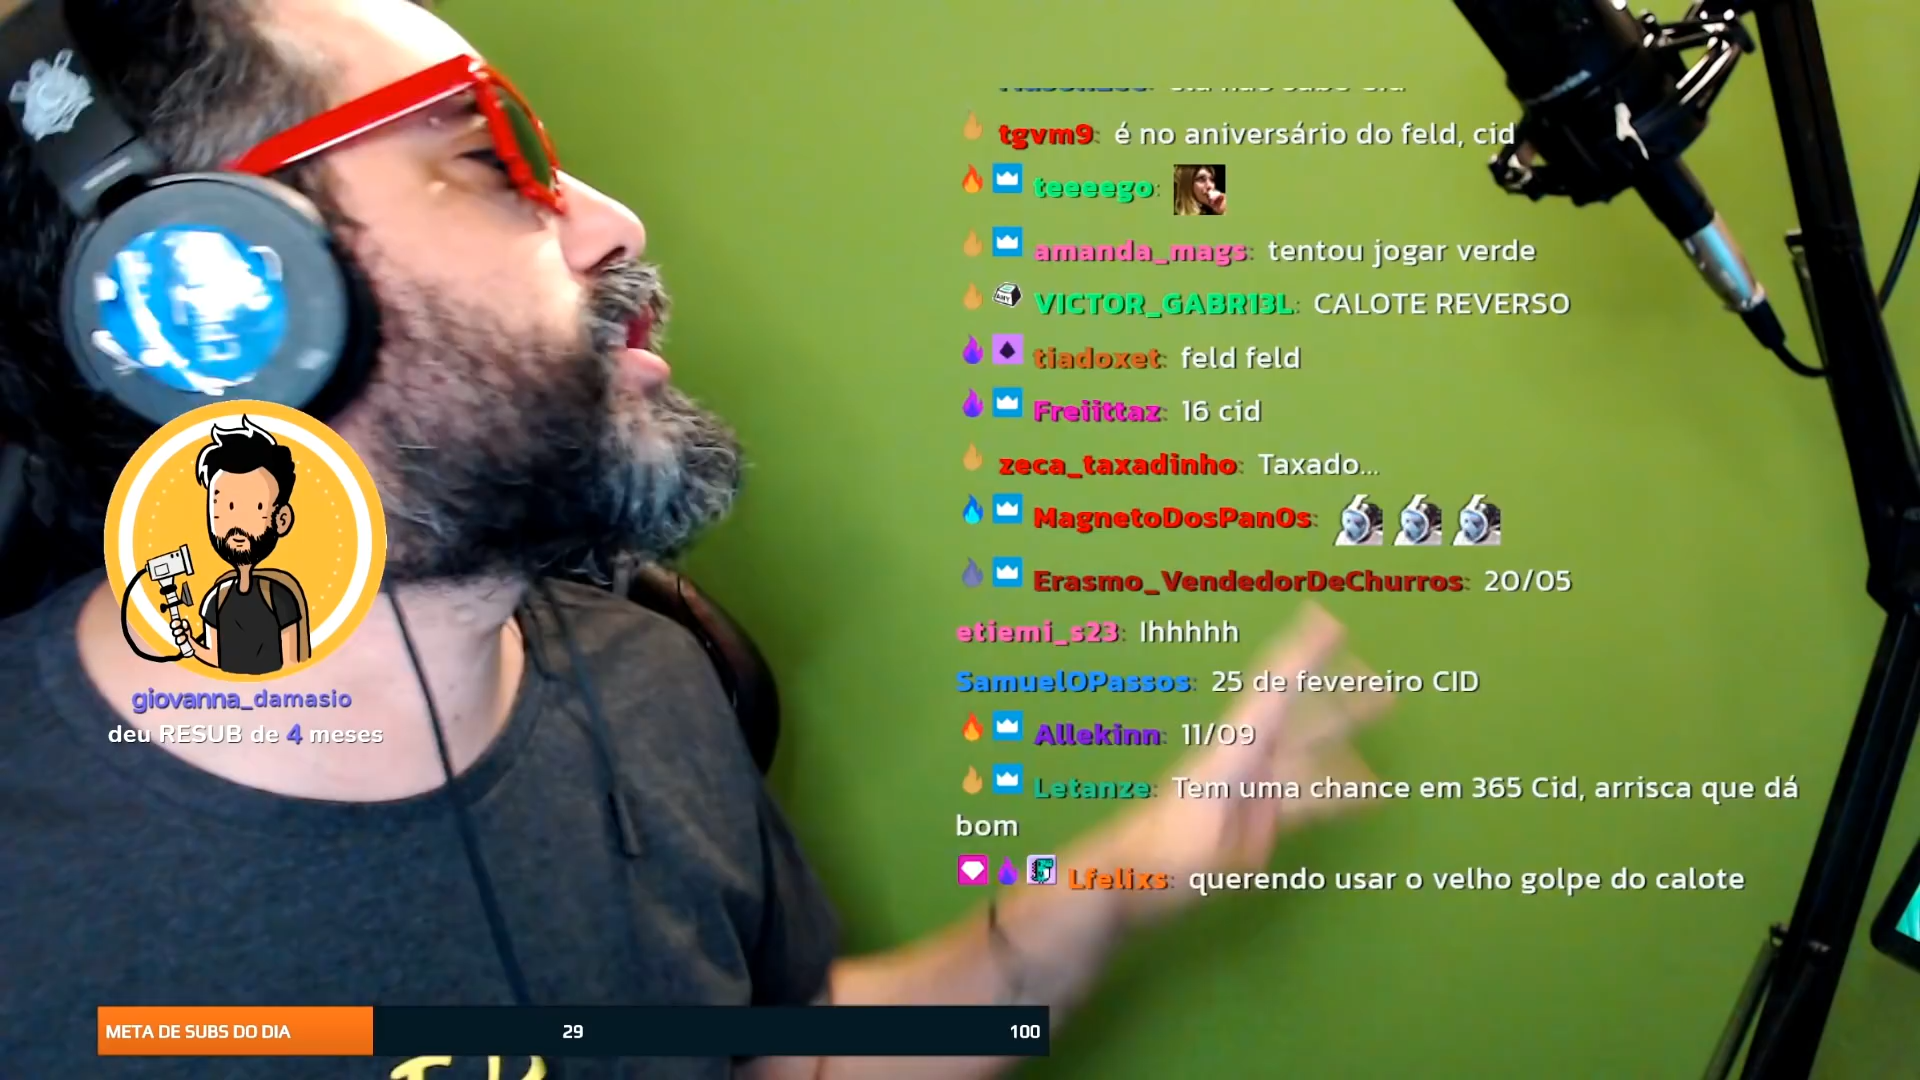 tgvm9: é no aniversário do feld, cid
teeeego:
amanda_mags: tentou jogar verde
VICTOR_GABR13L: CALOTE REVERSO
tiadoxet: feld feld
Freiittaz: 16 cid
zeca_taxadinho: Taxado...
MagnetoDosPan0s:
Erasmo_VendedorDeChurros: 20/05
etiemi_s23: Ihhhhh
SamuelOPassos: 25 de fevereiro CID
Allekinn: 11/09
Letanze: Tem uma chance em 365 Cid, arrisca que dá
bom
Lfelixs: querendo usar o velho golpe do calote
giovanna_damasio
deu RESUB de 4 meses
META DE SUBS DO DIA 29 100